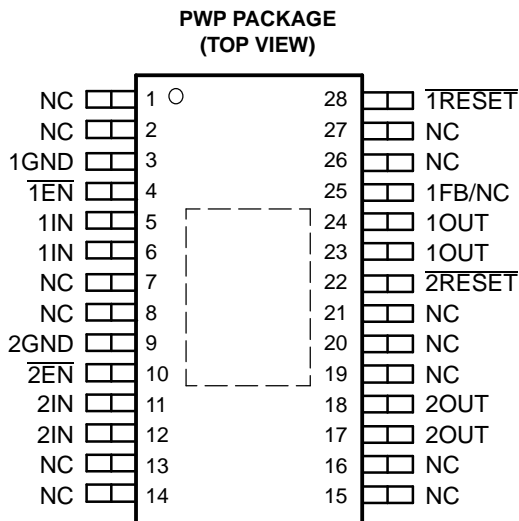 PWP PACKAGE
(TOP VIEW)
NC 1 28 1RESET
NC 2 27 NC
1GND 3 26 NC
1EN 4 25 1FB/NC
1IN 5 24 1OUT
1IN 6 23 1OUT
NC 7 22 2RESET
NC 8 21 NC
2GND 9 20 NC
2EN 10 19 NC
2IN 11 18 2OUT
2IN 12 17 2OUT
NC 13 16 NC
NC 14 15 NC